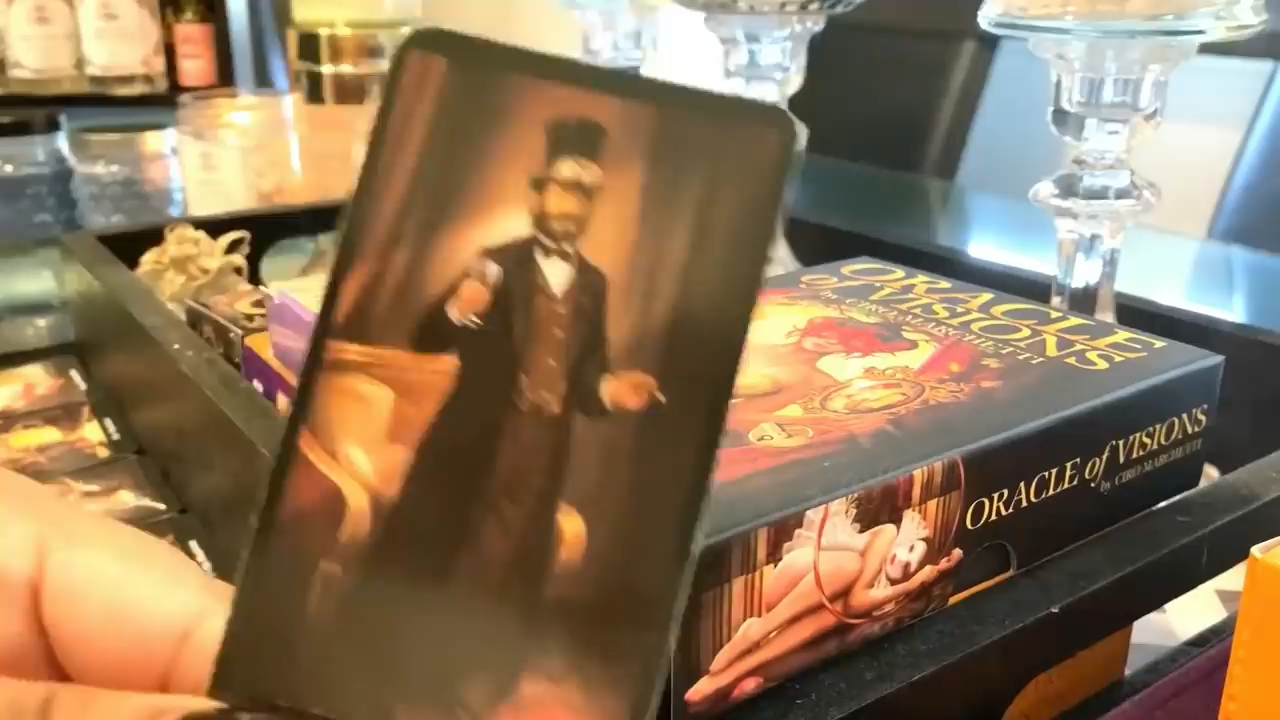 ORACLE
of VISIONS
by CIRO MARCHETTI
ORACLE of VISIONS
by CIRO MARCHETTI